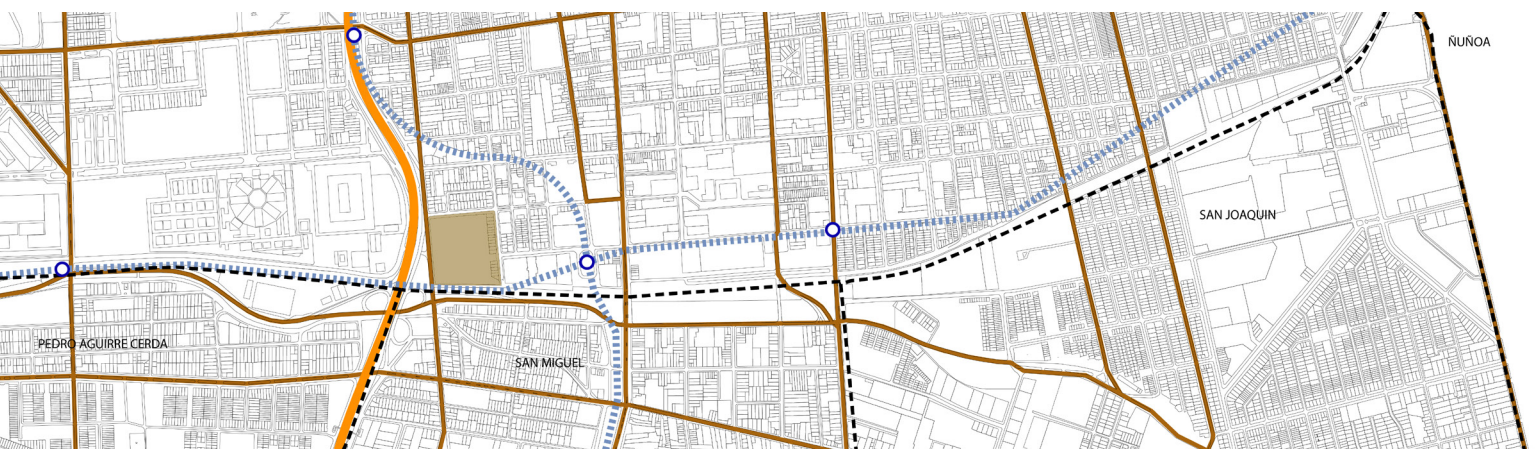 ÑUÑOA
SAN JOAQUIN
PEDRO AGUIRRE CERDA
SAN MIGUEL